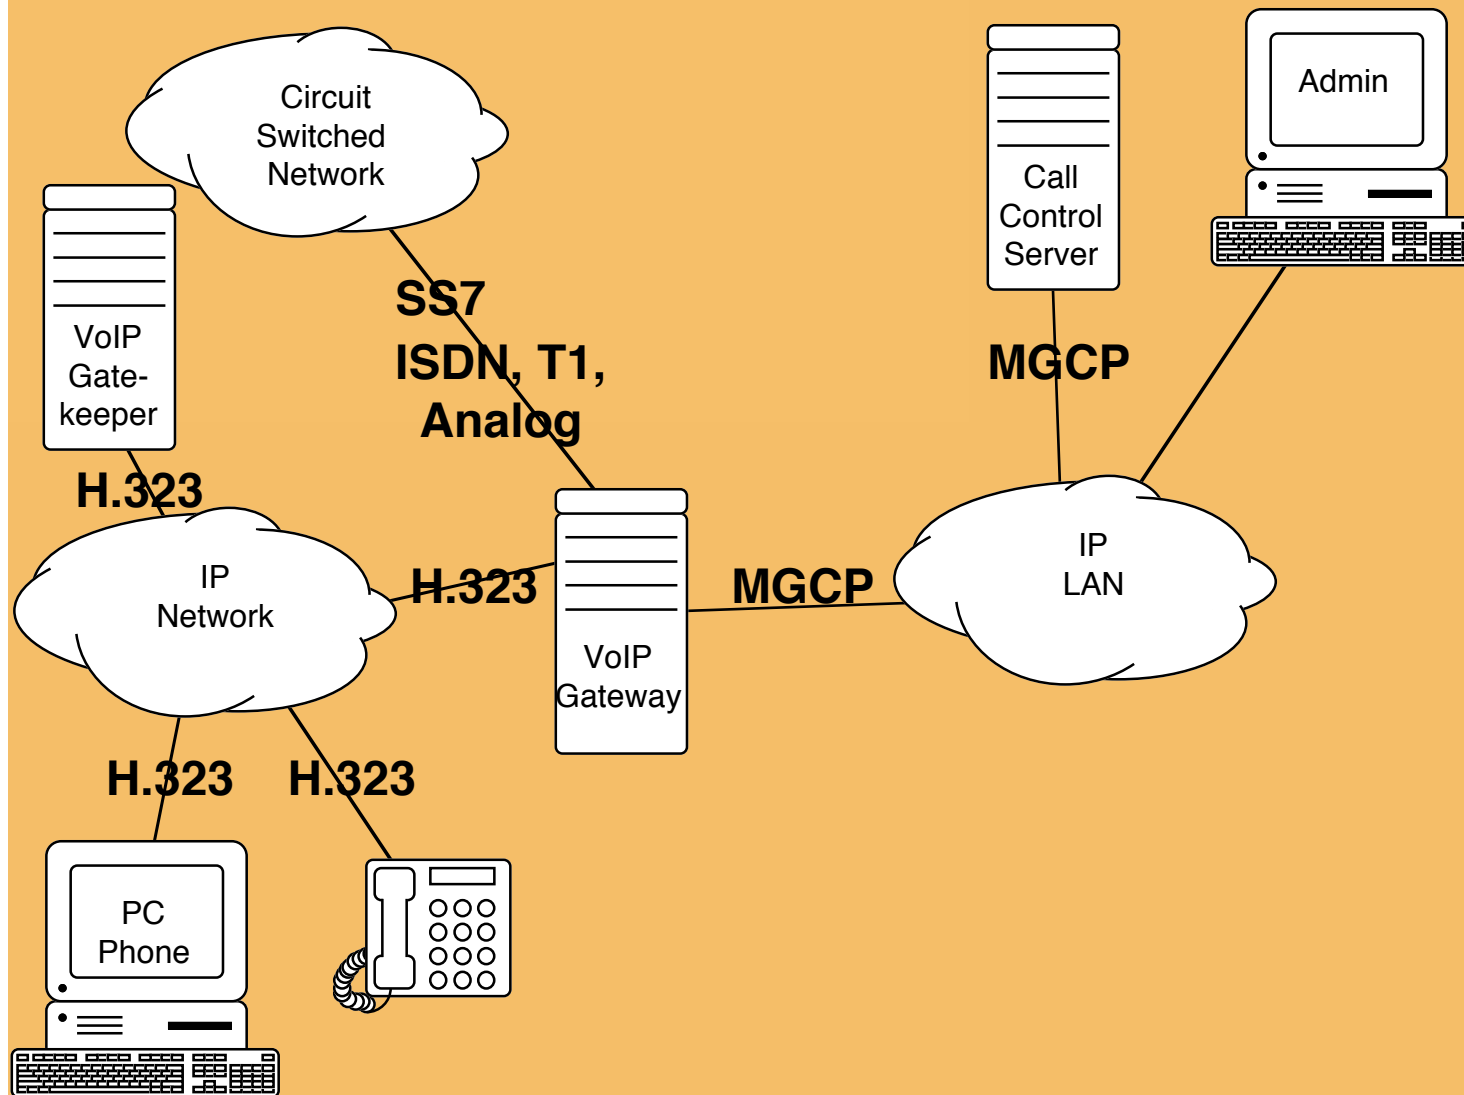 Circuit
Switched
Network
Admin
Call
Control
Server
VoIP
Gate-
keeper
SS7
ISDN, T1,
Analog
MGCP
H.323
IP
Network
H.323
MGCP
IP
LAN
VoIP
Gateway
H.323
H.323
PC
Phone